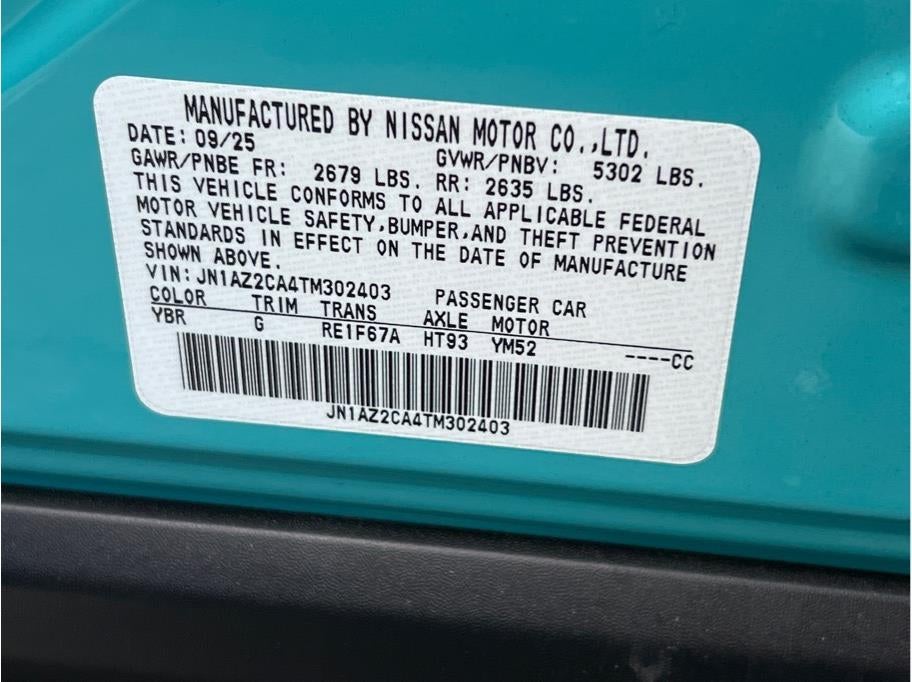 MANUFACTURED BY NISSAN MOTOR CO.,LTD.
DATE: 09/25 GVWR/PNBV: 5302 LBS.
GAWR/PNBE FR: 2679 LBS. RR: 2635 LBS.
THIS VEHICLE CONFORMS TO ALL APPLICABLE FEDERAL
MOTOR VEHICLE SAFETY,BUMPER,AND THEFT PREVENTION
STANDARDS IN EFFECT ON THE DATE OF MANUFACTURE
SHOWN ABOVE.
VIN: JN1AZ2CA4TM302403 PASSENGER CAR
COLOR TRIM TRANS AXLE MOTOR
YBR G RE1F67A HT93 YM52 ----CC
JN1AZ2CA4TM302403